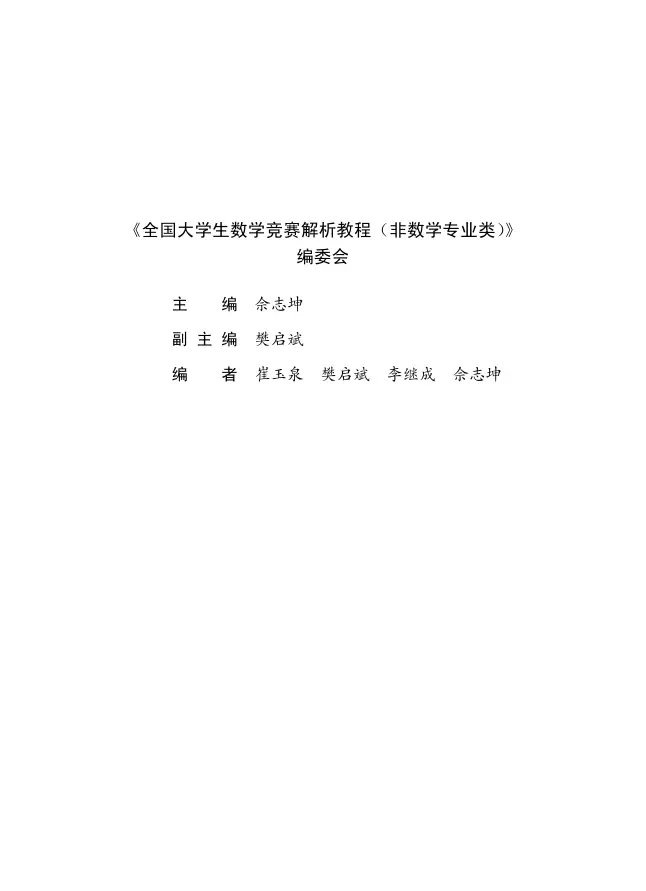 《全国大学生数学竞赛解析教程（非数学专业类）》
编委会
主 编 佘志坤
副主编 樊启斌
编 者 崔玉泉 樊启斌 李继成 佘志坤